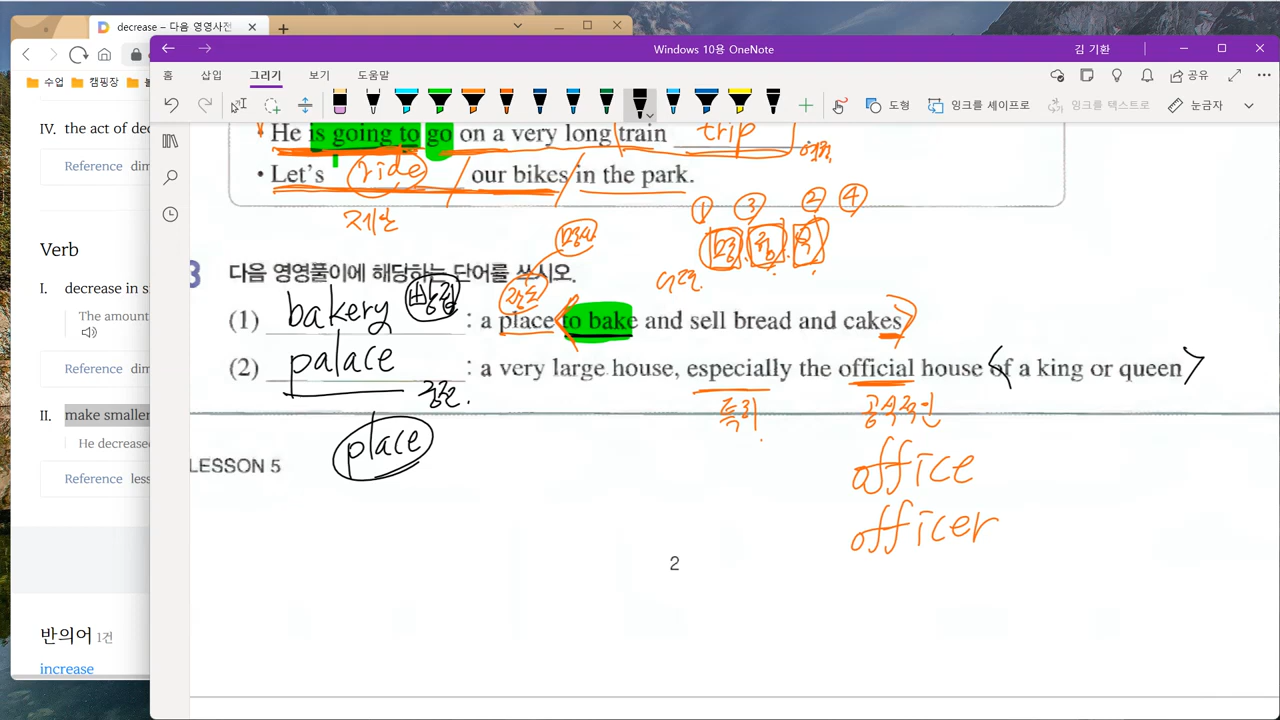 decrease – 다음 영영사전
Windows 10용 OneNote
김 기환
수업 캠핑장
홈 삽입 그리기 보기 도움말
공유
도형 잉크를 셰이프로 잉크를 텍스트로 눈금자
IV. the act of dec
Reference dim
Verb
I. decrease in s
The amount
Reference dim
II. make smaller
He decreased
Reference less
반의어 1건
increase
He is going to go on a very long train trip
• Let's ride our bikes in the park.
제안
① ③ ② ④
명 형
명사
장소
3 다음 영영풀이에 해당하는 단어를 쓰시오.
(1) bakery 빵집 : a place to bake and sell bread and cakes
(2) palace : a very large house, especially the official house of a king or queen
궁전.
특히 공식적인
place
office
officer
LESSON 5
2